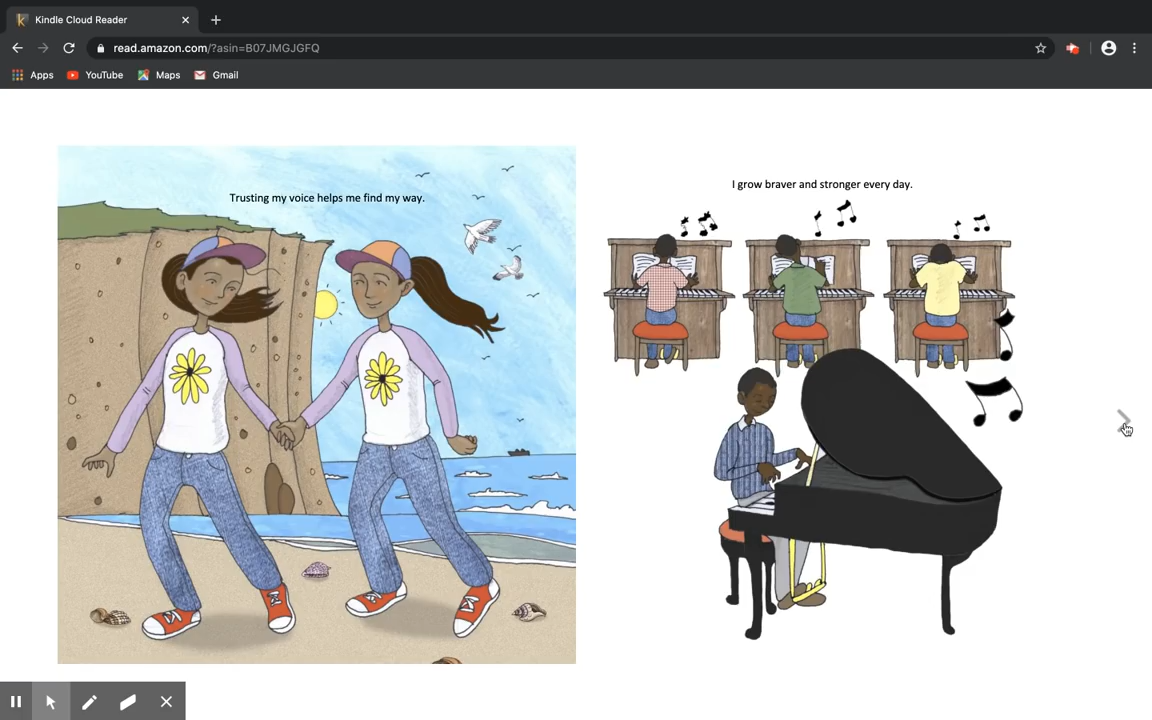 Kindle Cloud Reader
read.amazon.com/?asin=B07JMGJGFQ
Apps YouTube Maps Gmail
Trusting my voice helps me find my way.
I grow braver and stronger every day.